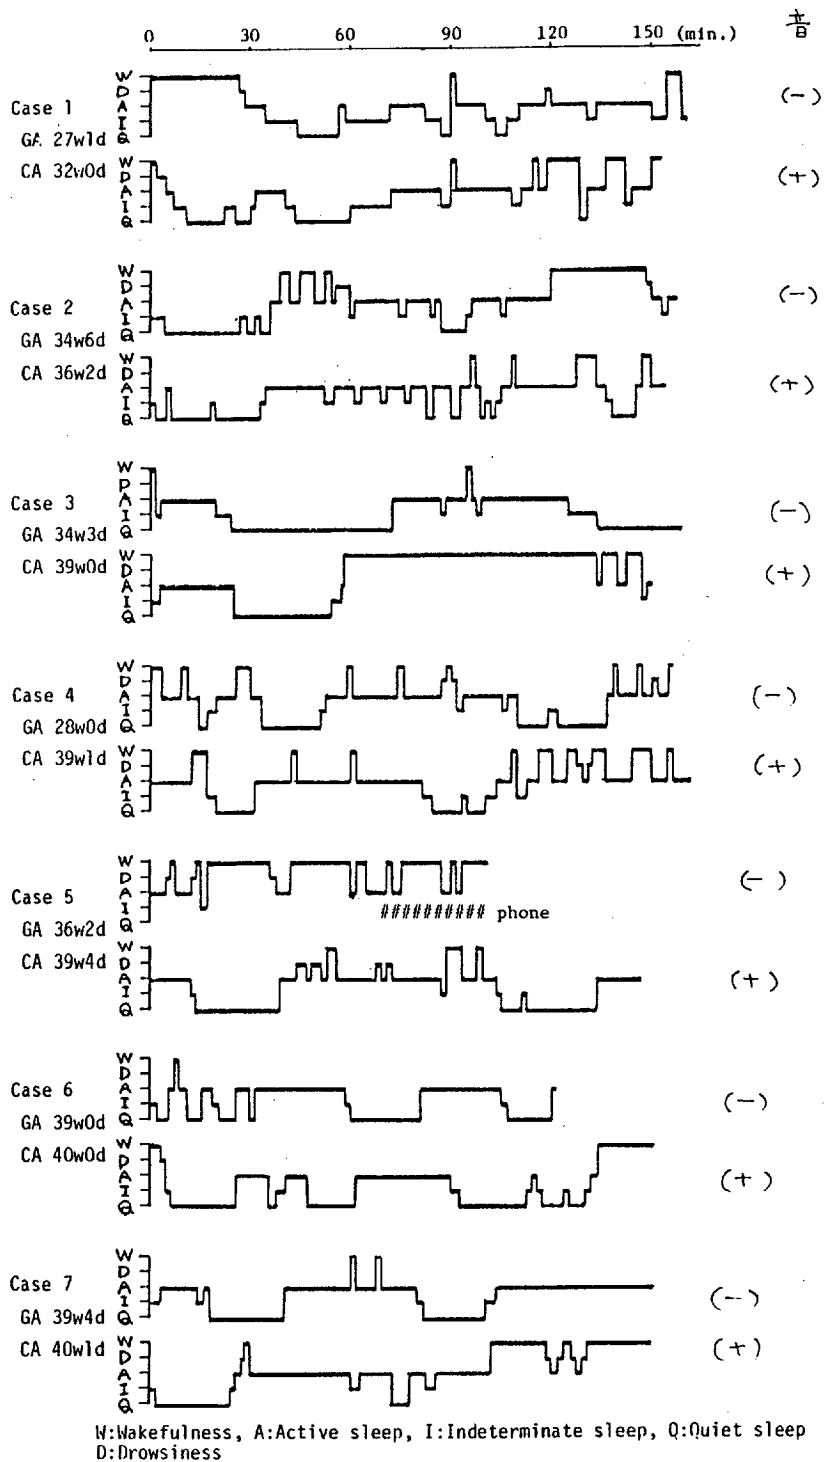 音
0 30 60 90 120 150 (min.)
W
D
A
I
Q
Case 1
GA 27w1d
(-)
CA 32w0d
W
D
A
I
Q
(+)
W
D
A
I
Q
Case 2
GA 34w6d
(-)
CA 36w2d
W
D
A
I
Q
(+)
W
D
A
I
Q
Case 3
GA 34w3d
(-)
CA 39w0d
W
D
A
I
Q
(+)
W
D
A
I
Q
Case 4
GA 28w0d
(-)
CA 39w1d
W
D
A
I
Q
(+)
W
D
A
I
Q
Case 5
GA 36w2d
(-)
########## phone
CA 39w4d
W
D
A
I
Q
(+)
W
D
A
I
Q
Case 6
GA 39w0d
(-)
CA 40w0d
W
D
A
I
Q
(+)
W
D
A
I
Q
Case 7
GA 39w4d
(-)
CA 40w1d
W
D
A
I
Q
(+)
W:Wakefulness, A:Active sleep, I:Indeterminate sleep, Q:Quiet sleep
D:Drowsiness